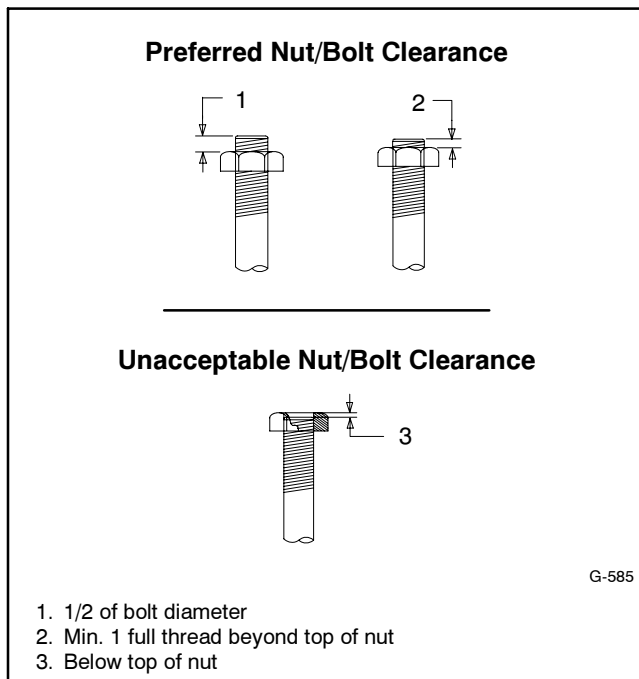 Preferred Nut/Bolt Clearance
1
2
Unacceptable Nut/Bolt Clearance
3
G-585
1. 1/2 of bolt diameter
2. Min. 1 full thread beyond top of nut
3. Below top of nut